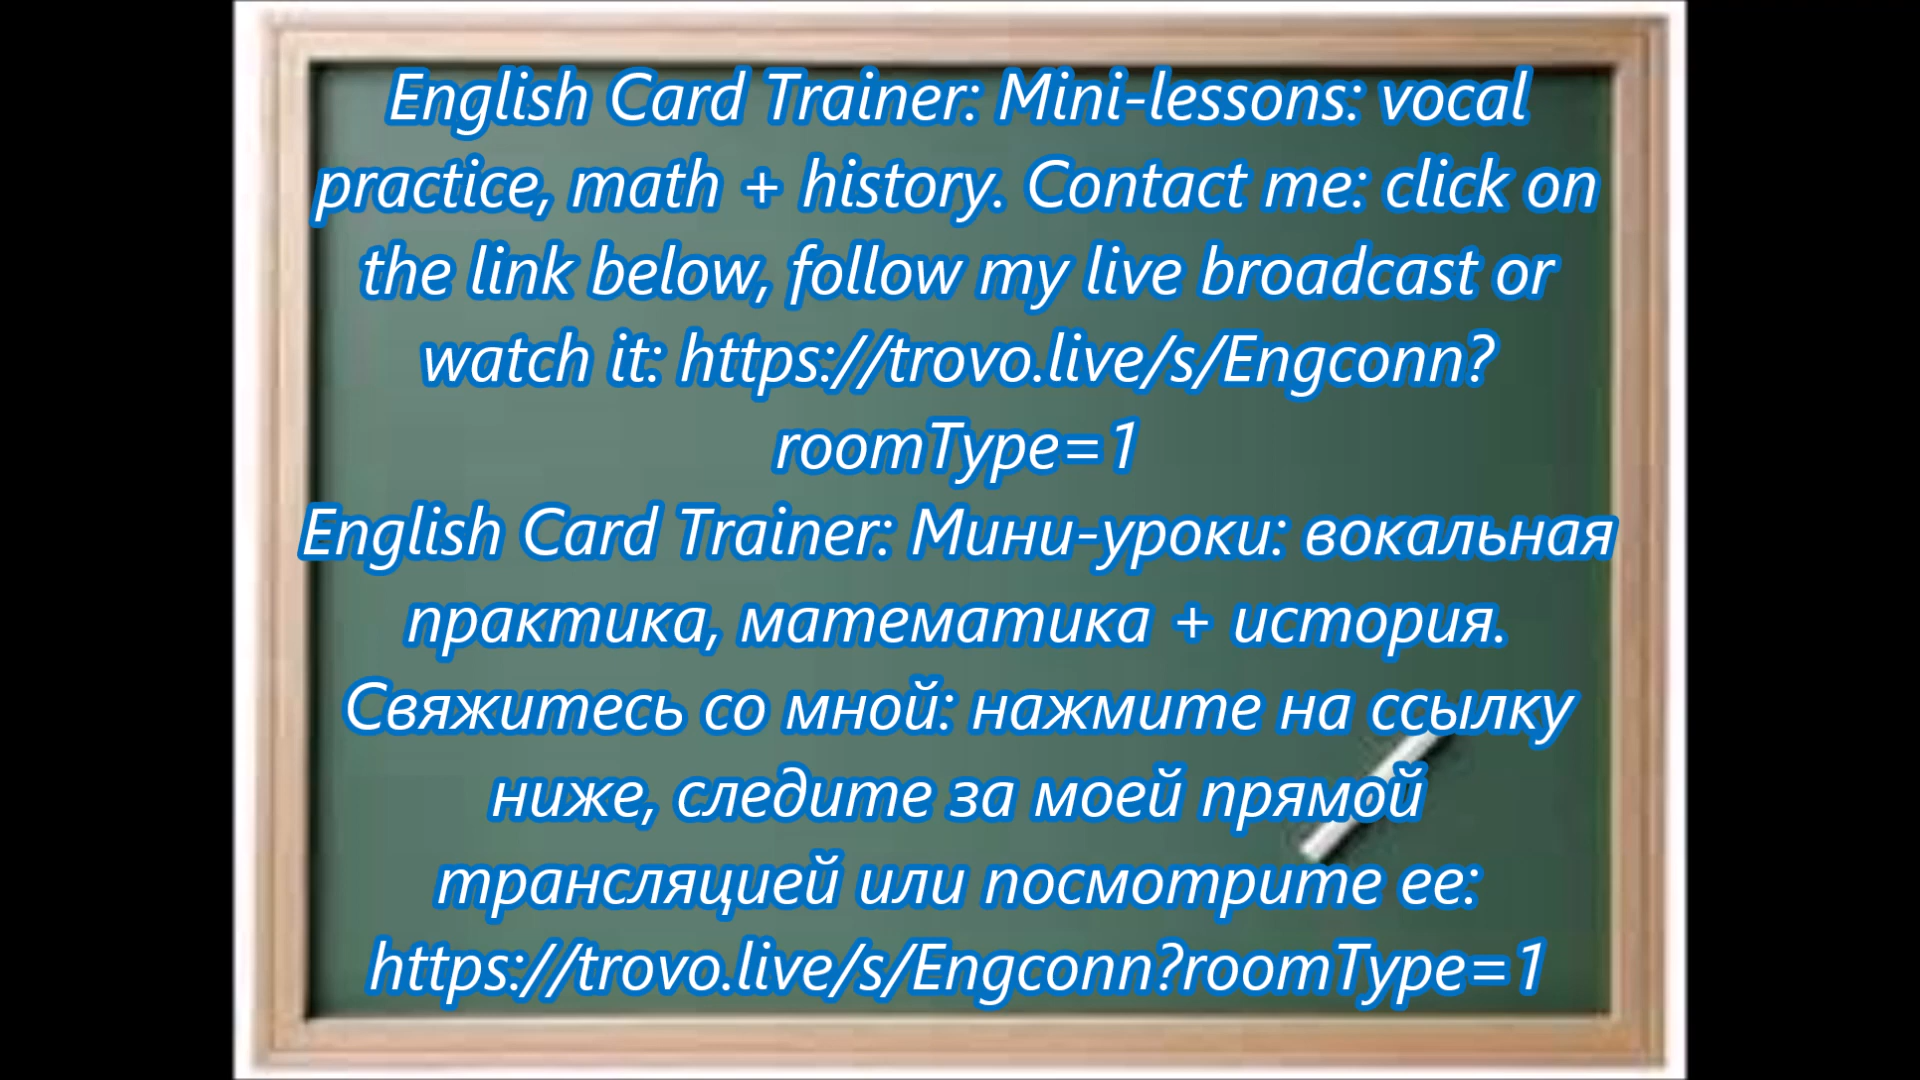 English Card Trainer: Mini-lessons: vocal
practice, math + history. Contact me: click on
the link below, follow my live broadcast or
watch it: https://trovo.live/s/Engconn?
roomType=1
English Card Trainer: Мини-уроки: вокальная
практика, математика + история.
Свяжитесь со мной: нажмите на ссылку
ниже, следите за моей прямой
трансляцией или посмотрите ее:
https://trovo.live/s/Engconn?roomType=1